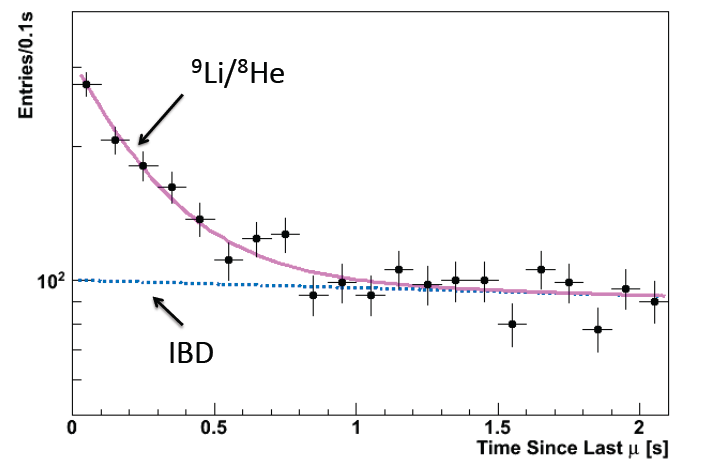 Entries/0.1s
⁹Li/⁸He
10²
IBD
0 0.5 1 1.5 2
Time Since Last μ [s]